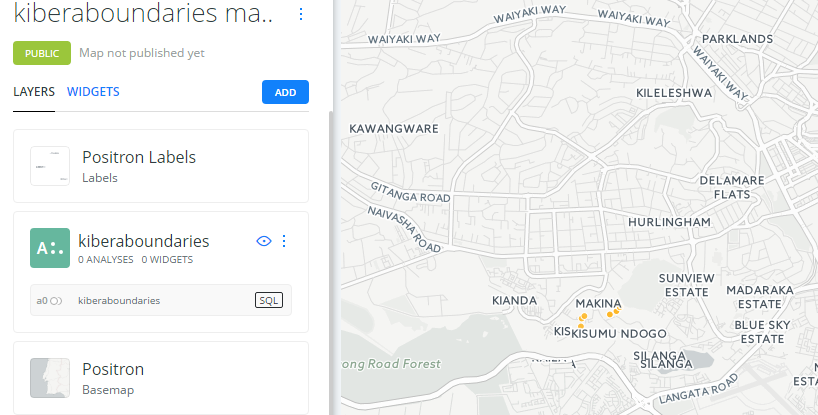 kiberaboundaries ma..
PUBLIC Map not published yet
LAYERS WIDGETS ADD
Positron Labels
Labels
A
kiberaboundaries
0 ANALYSES 0 WIDGETS
a0 kiberaboundaries SQL
Positron
Basemap
WAIYAKI WAY
WAIYAKI WAY
WAIYAKI WAY
WAIYAKI WAY
PARKLANDS
KILELESHWA
KAWANGWARE
GITANGA ROAD
DELAMARE
FLATS
NAIVASHA ROAD
HURLINGHAM
SUNVIEW
ESTATE
MADARAKA
ESTATE
KIANDA
MAKINA
KISUMU NDOGO
BLUE SKY
ESTATE
SILANGA
SILANGA
ong Road Forest
LANGATA ROAD